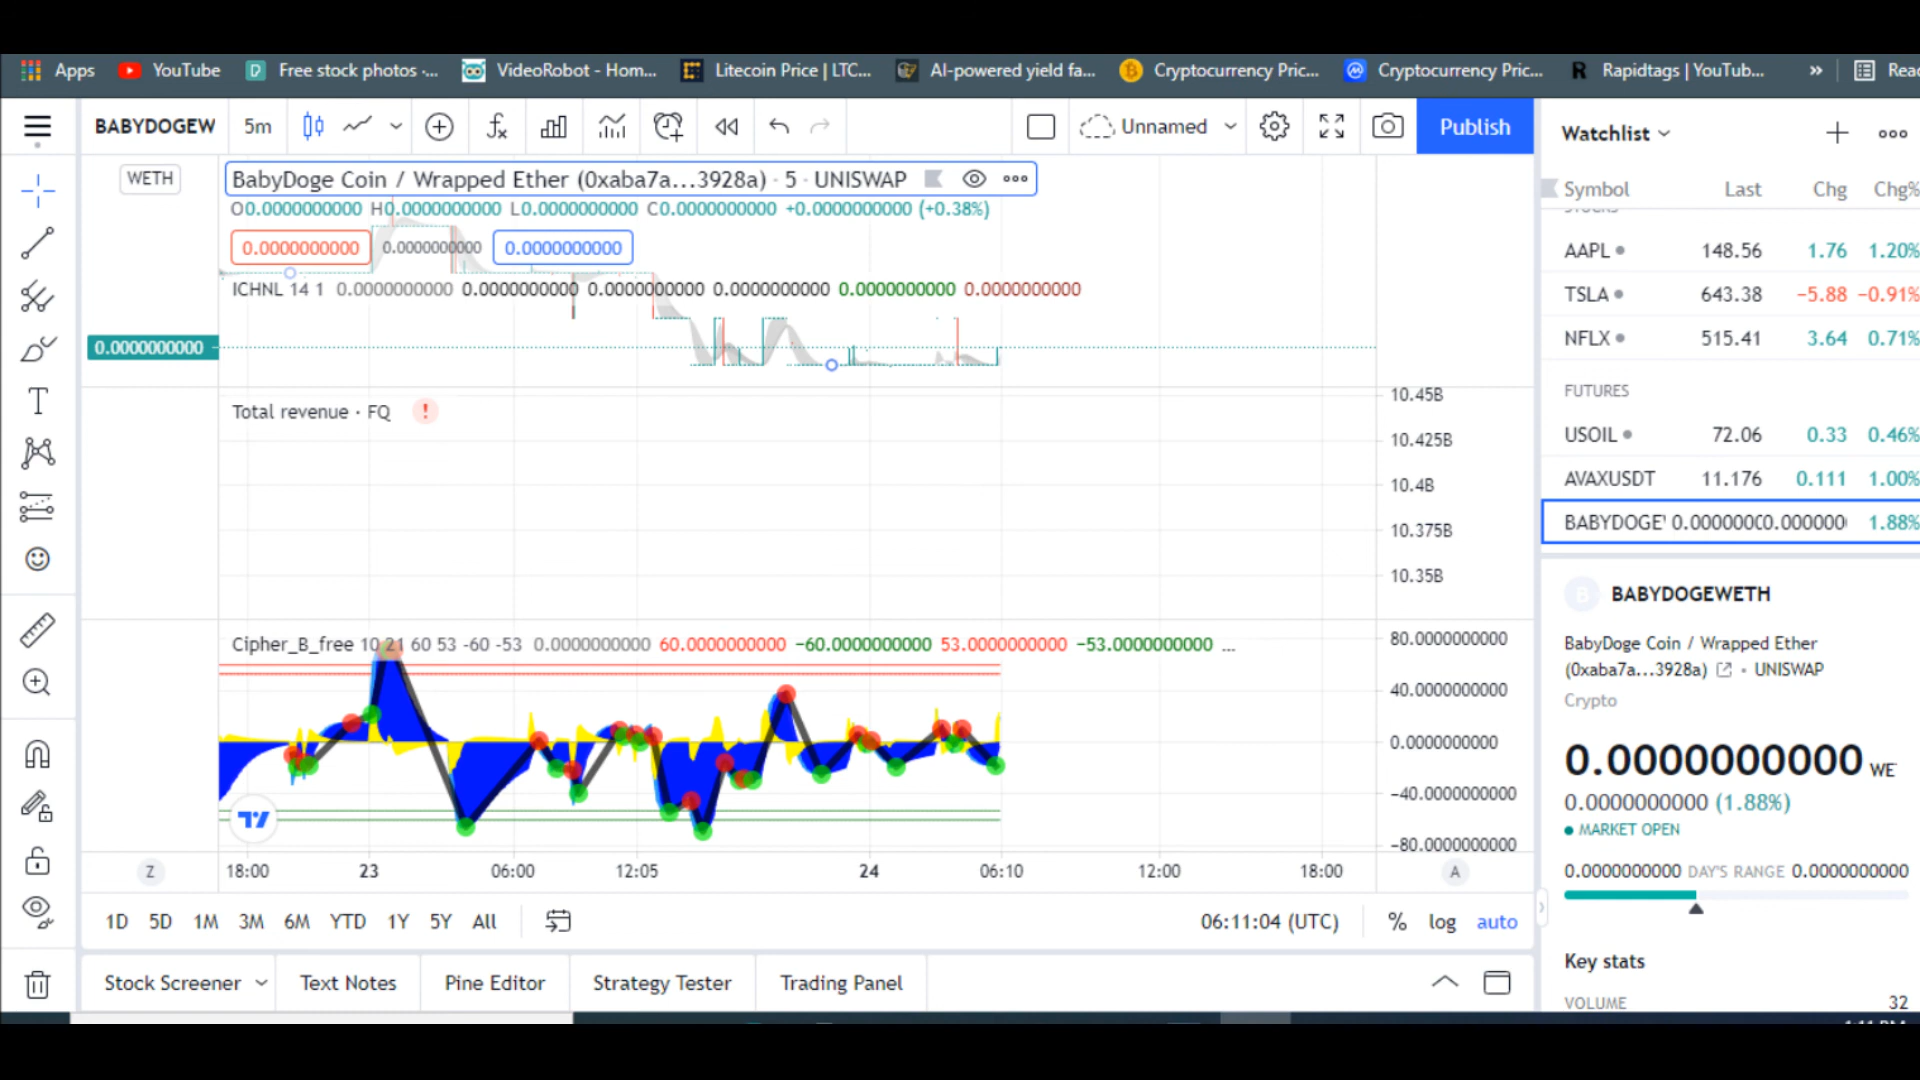 Apps YouTube Free stock photos -... VideoRobot - Hom... Litecoin Price | LTC... AI-powered yield fa... Cryptocurrency Pric... Cryptocurrency Pric... Rapidtags | YouTub... »
BABYDOGEW 5m Unnamed Publish
Watchlist
WETH
BabyDoge Coin / Wrapped Ether (0xaba7a...3928a) · 5 · UNISWAP
O0.0000000000 H0.0000000000 L0.0000000000 C0.0000000000 +0.0000000000 (+0.38%)
0.0000000000 0.0000000000 0.0000000000
ICHNL 14 1 0.0000000000 0.0000000000 0.0000000000 0.0000000000 0.0000000000 0.0000000000
0.0000000000
Total revenue · FQ !
10.45B
10.425B
10.4B
10.375B
10.35B
Cipher_B_free 10 21 60 53 -60 -53 0.0000000000 60.0000000000 −60.0000000000 53.0000000000 −53.0000000000 ...
80.0000000000
40.0000000000
0.0000000000
−40.0000000000
−80.0000000000
Z 18:00 23 06:00 12:05 24 06:10 12:00 18:00 A
1D 5D 1M 3M 6M YTD 1Y 5Y All 06:11:04 (UTC) % log auto
Stock Screener Text Notes Pine Editor Strategy Tester Trading Panel
Symbol Last Chg Chg%
AAPL 148.56 1.76 1.20%
TSLA 643.38 −5.88 −0.91%
NFLX 515.41 3.64 0.71%
FUTURES
USOIL 72.06 0.33 0.46%
AVAXUSDT 11.176 0.111 1.00%
BABYDOGE 0.000000 0.000000 1.88%
B BABYDOGEWETH
BabyDoge Coin / Wrapped Ether
(0xaba7a...3928a) • UNISWAP
Crypto
0.0000000000 WE
0.0000000000 (1.88%)
MARKET OPEN
0.0000000000 DAY'S RANGE 0.0000000000
Key stats
VOLUME 32